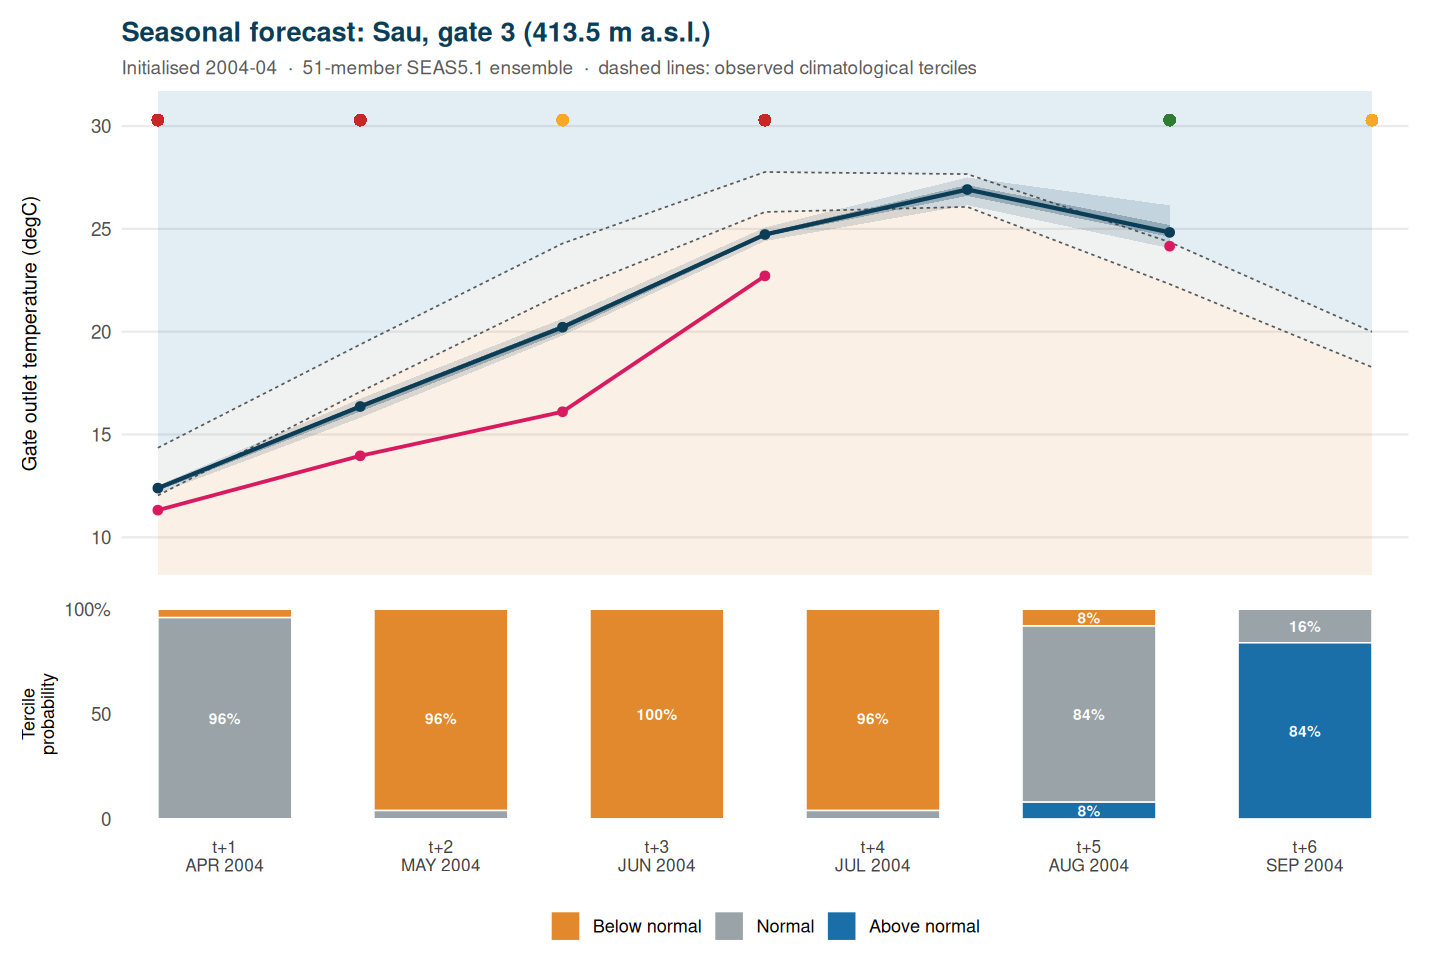 Seasonal forecast: Sau, gate 3 (413.5 m a.s.l.)
Initialised 2004-04 · 51-member SEAS5.1 ensemble · dashed lines: observed climatological terciles
Gate outlet temperature (degC)
30
25
20
15
10
Tercile
probability
100%
50
0
96%
96%
100%
96%
8%
84%
8%
16%
84%
t+1
APR 2004
t+2
MAY 2004
t+3
JUN 2004
t+4
JUL 2004
t+5
AUG 2004
t+6
SEP 2004
Below normal
Normal
Above normal